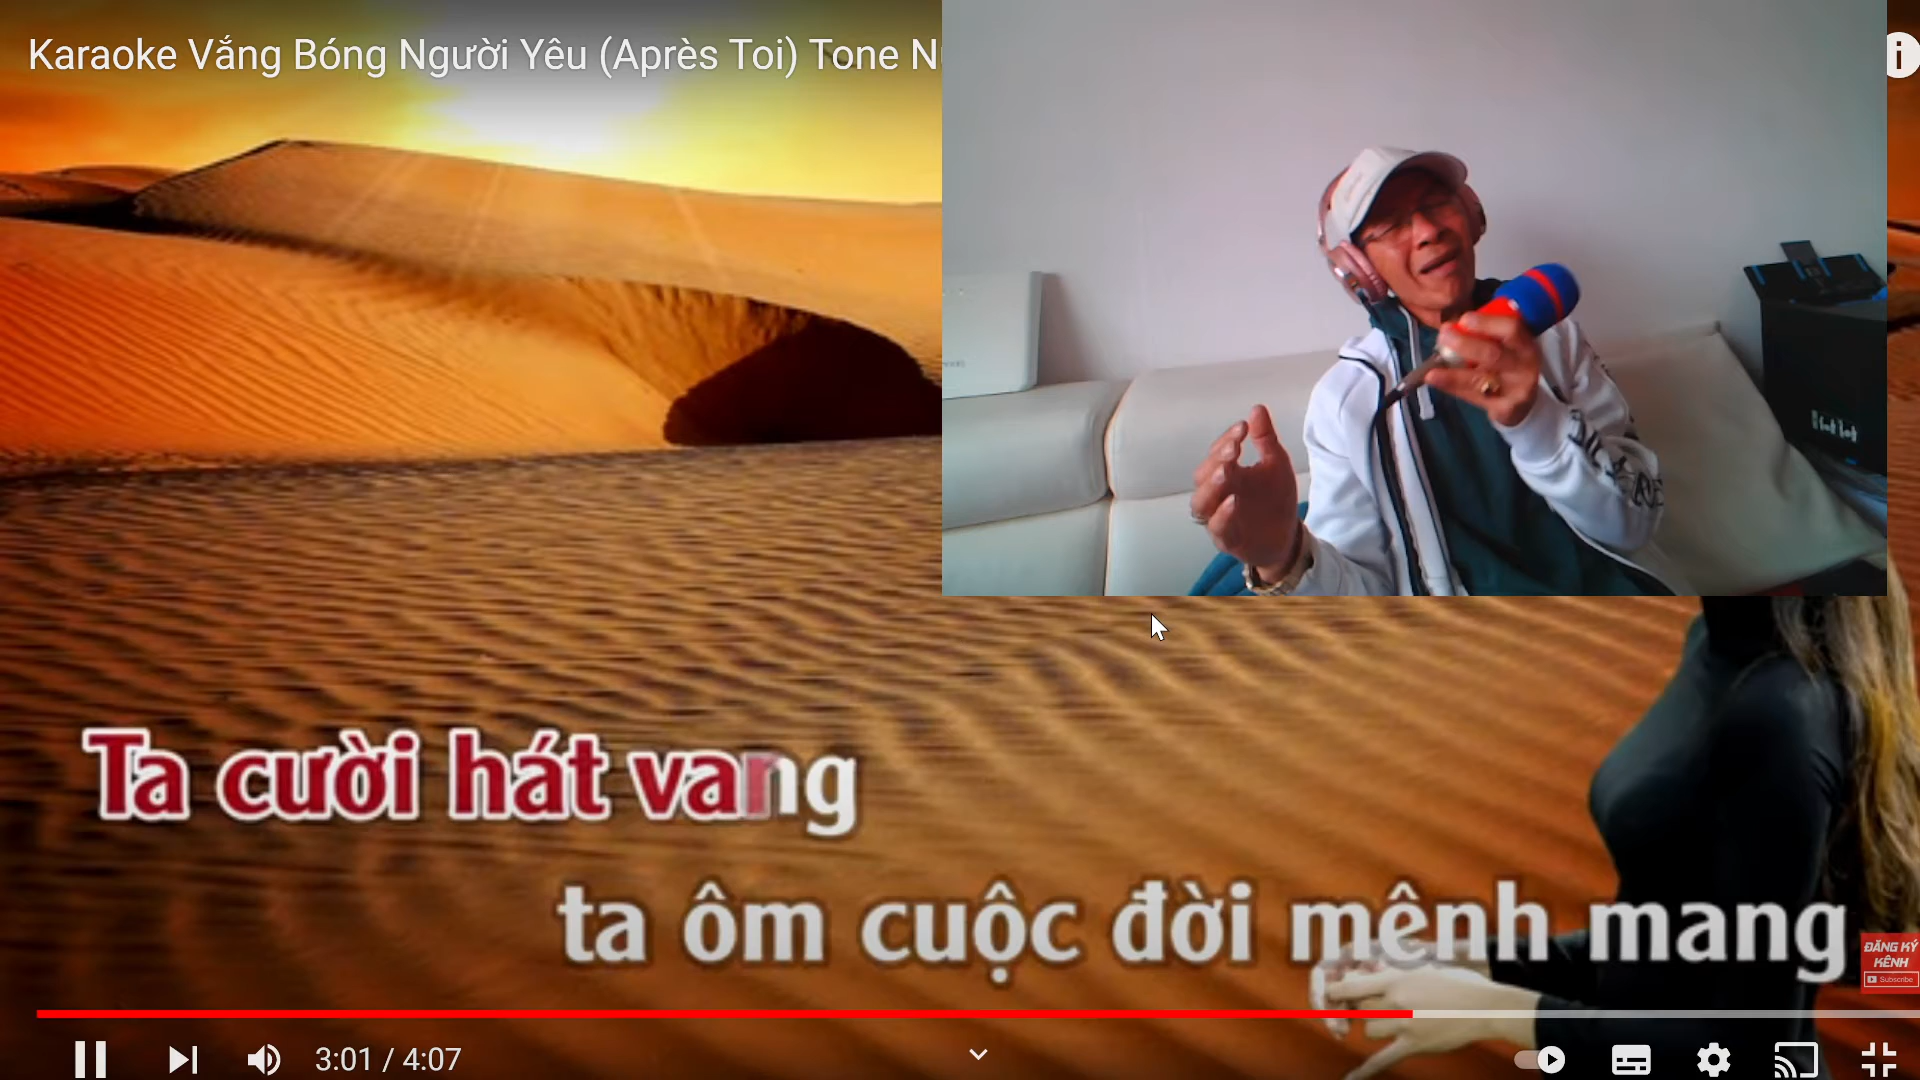 Karaoke Vắng Bóng Người Yêu (Après Toi) Tone
Ta cười hát vang
ta ôm cuộc đời mênh mang
ĐĂNG KÝ
KÊNH
Subscribe
3:01 / 4:07